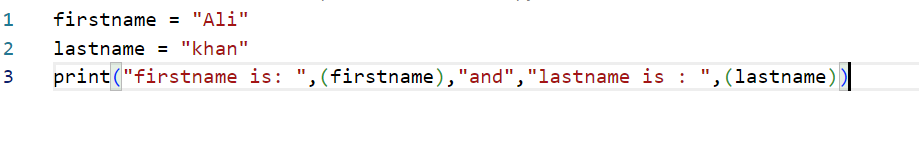 1 firstname = "Ali"
2 lastname = "khan"
3 print("firstname is: ",(firstname),"and","lastname is : ",(lastname))